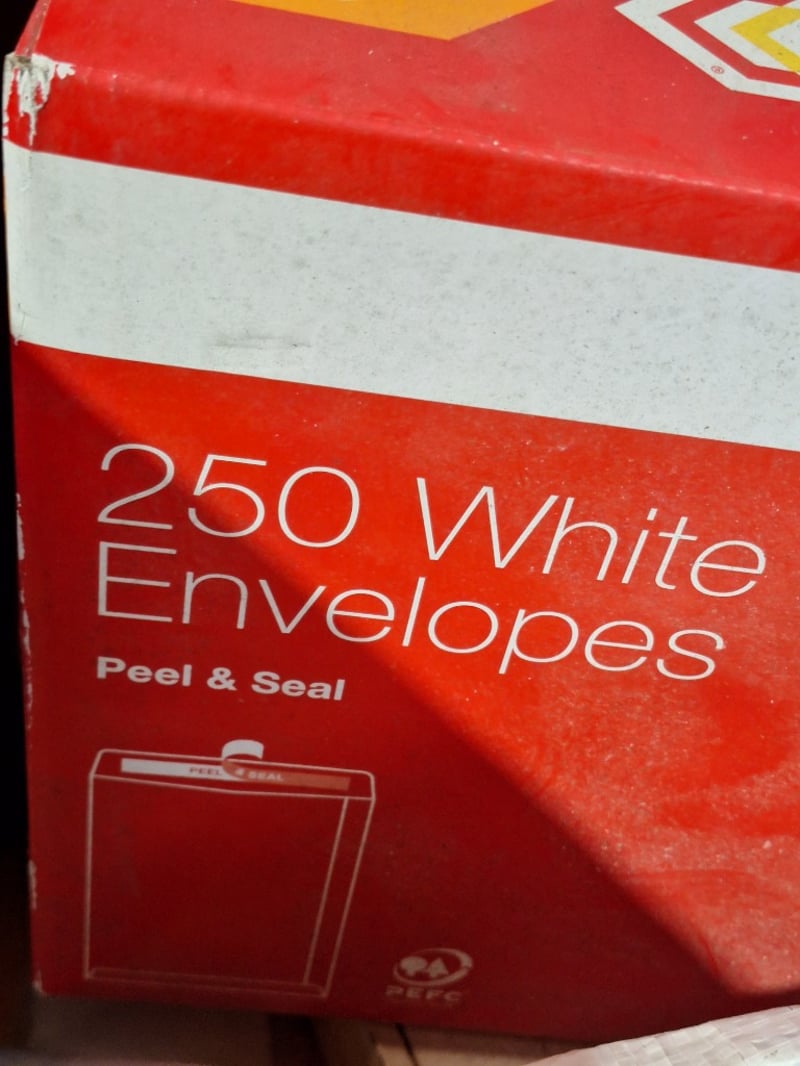 ®
250 White
Envelopes
Peel & Seal
PEEL & SEAL
PEFC